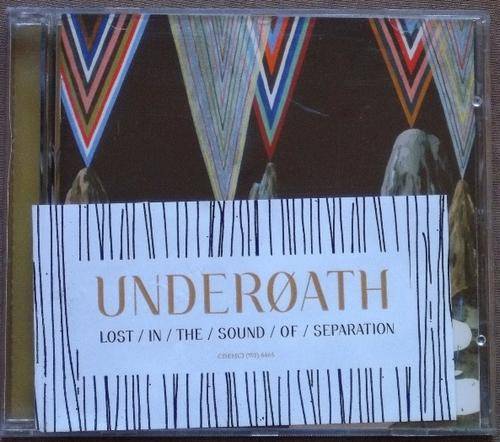 UNDERØATH
LOST / IN / THE / SOUND / OF / SEPARATION